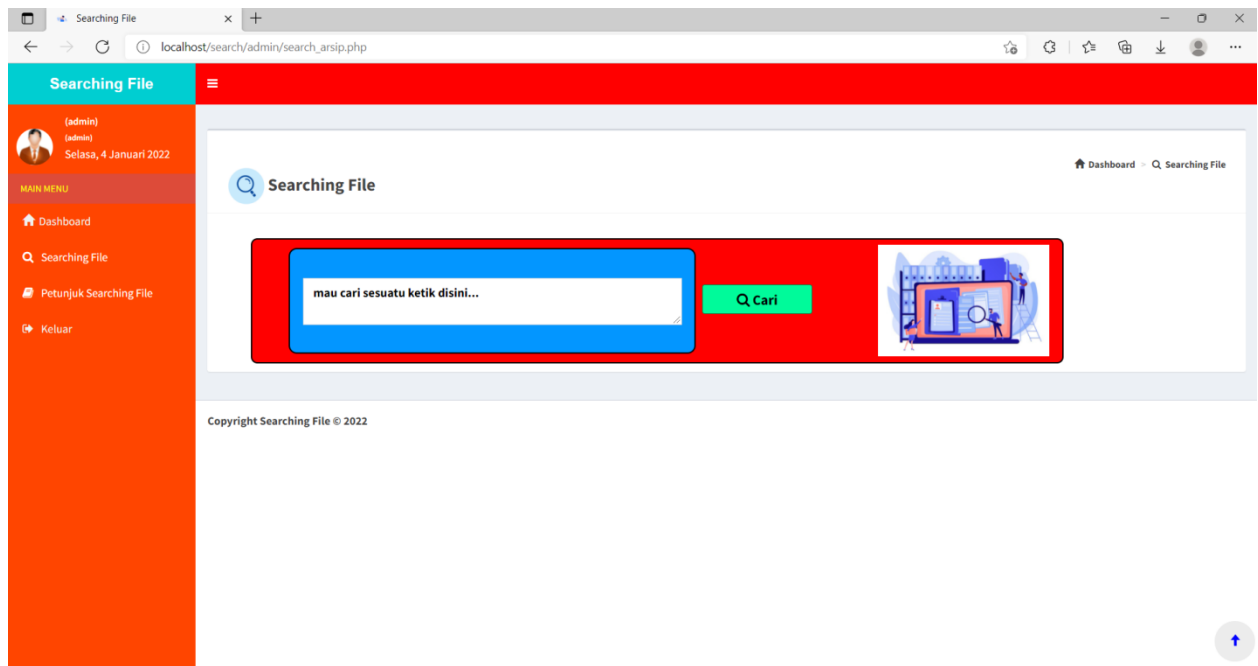 Searching File
localhost/search/admin/search_arsip.php
Searching File
(admin)
(admin)
Selasa, 4 Januari 2022
MAIN MENU
Dashboard
Searching File
Petunjuk Searching File
Keluar
Dashboard > Searching File
Searching File
mau cari sesuatu ketik disini...
Cari
Copyright Searching File © 2022